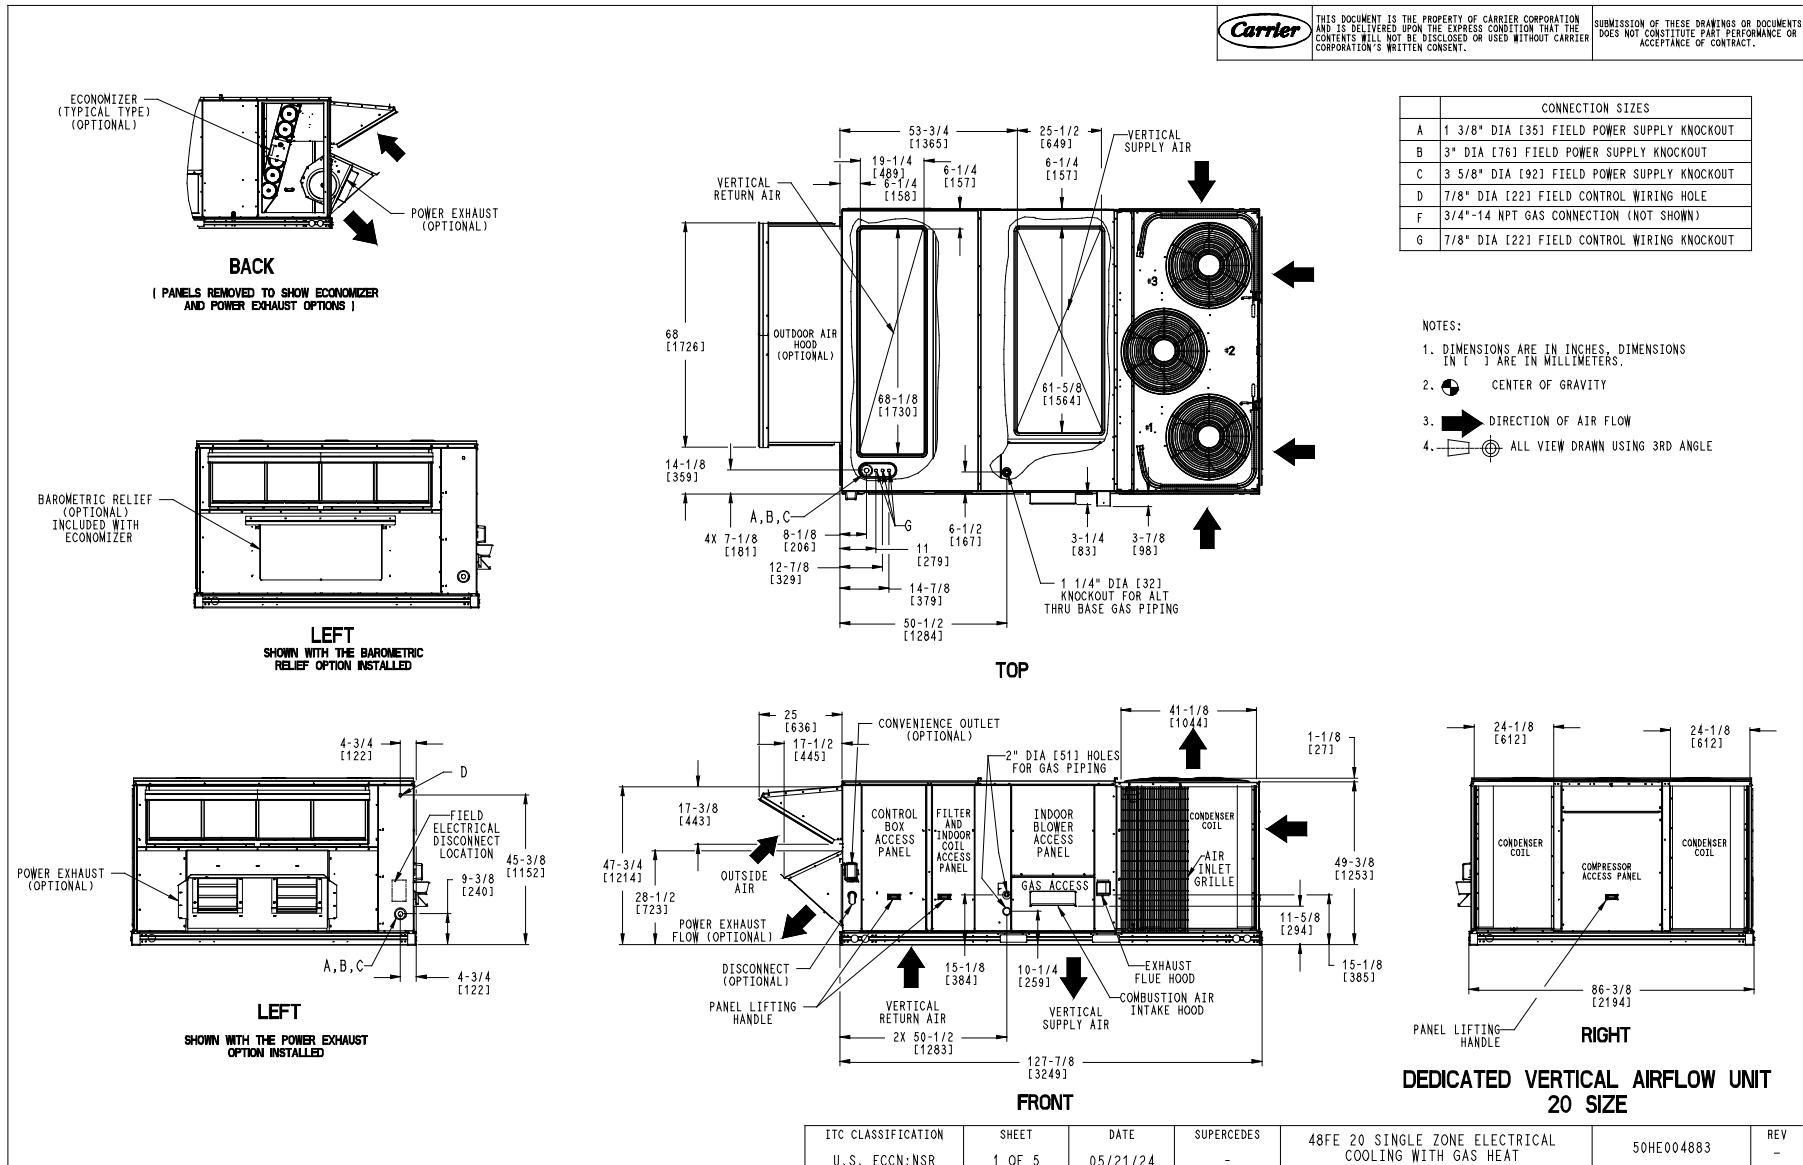 Carrier
THIS DOCUMENT IS THE PROPERTY OF CARRIER CORPORATION
AND IS DELIVERED UPON THE EXPRESS CONDITION THAT THE
CONTENTS WILL NOT BE DISCLOSED OR USED WITHOUT CARRIER
CORPORATION'S WRITTEN CONSENT.
SUBMISSION OF THESE DRAWINGS OR DOCUMENTS
DOES NOT CONSTITUTE PART PERFORMANCE OR
ACCEPTANCE OF CONTRACT.
ECONOMIZER
(TYPICAL TYPE)
(OPTIONAL)
POWER EXHAUST
(OPTIONAL)
BACK
( PANELS REMOVED TO SHOW ECONOMIZER
AND POWER EXHAUST OPTIONS )
BAROMETRIC RELIEF
(OPTIONAL)
INCLUDED WITH
ECONOMIZER
LEFT
SHOWN WITH THE BAROMETRIC
RELIEF OPTION INSTALLED
53-3/4
[1365]
25-1/2
[649]
VERTICAL
SUPPLY AIR
19-1/4
[489]
6-1/4
[158]
6-1/4
[157]
6-1/4
[157]
VERTICAL
RETURN AIR
#3
#2
#1
68
[1726]
OUTDOOR AIR
HOOD
(OPTIONAL)
68-1/8
[1730]
61-5/8
[1564]
14-1/8
[359]
A,B,C
G
4X 7-1/8
[181]
8-1/8
[206]
11
[279]
6-1/2
[167]
3-1/4
[83]
3-7/8
[98]
12-7/8
[329]
14-7/8
[379]
1 1/4" DIA [32]
KNOCKOUT FOR ALT
THRU BASE GAS PIPING
50-1/2
[1284]
TOP
CONNECTION SIZES
A 1 3/8" DIA [35] FIELD POWER SUPPLY KNOCKOUT
B 3" DIA [76] FIELD POWER SUPPLY KNOCKOUT
C 3 5/8" DIA [92] FIELD POWER SUPPLY KNOCKOUT
D 7/8" DIA [22] FIELD CONTROL WIRING HOLE
F 3/4"-14 NPT GAS CONNECTION (NOT SHOWN)
G 7/8" DIA [22] FIELD CONTROL WIRING KNOCKOUT
NOTES:
1. DIMENSIONS ARE IN INCHES, DIMENSIONS
IN [ ] ARE IN MILLIMETERS.
2. CENTER OF GRAVITY
3. DIRECTION OF AIR FLOW
4. ALL VIEW DRAWN USING 3RD ANGLE
4-3/4
[122]
D
FIELD
ELECTRICAL
DISCONNECT
LOCATION
45-3/8
[1152]
9-3/8
[240]
POWER EXHAUST
(OPTIONAL)
A,B,C
4-3/4
[122]
LEFT
SHOWN WITH THE POWER EXHAUST
OPTION INSTALLED
25
[636]
17-1/2
[445]
CONVENIENCE OUTLET
(OPTIONAL)
2" DIA [51] HOLES
FOR GAS PIPING
41-1/8
[1044]
1-1/8
[27]
17-3/8
[443]
47-3/4
[1214]
28-1/2
[723]
OUTSIDE
AIR
POWER EXHAUST
FLOW (OPTIONAL)
CONTROL
BOX
ACCESS
PANEL
FILTER
AND
INDOOR
COIL
ACCESS
PANEL
INDOOR
BLOWER
ACCESS
PANEL
GAS ACCESS
F
CONDENSER
COIL
AIR
INLET
GRILLE
49-3/8
[1253]
11-5/8
[294]
15-1/8
[385]
DISCONNECT
(OPTIONAL)
PANEL LIFTING
HANDLE
VERTICAL
RETURN AIR
15-1/8
[384]
10-1/4
[259]
VERTICAL
SUPPLY AIR
EXHAUST
FLUE HOOD
COMBUSTION AIR
INTAKE HOOD
2X 50-1/2
[1283]
127-7/8
[3249]
FRONT
24-1/8
[612]
24-1/8
[612]
CONDENSER
COIL
COMPRESSOR
ACCESS PANEL
CONDENSER
COIL
86-3/8
[2194]
PANEL LIFTING
HANDLE
RIGHT
DEDICATED VERTICAL AIRFLOW UNIT
20 SIZE
ITC CLASSIFICATION
U.S. ECCN:NSR
SHEET
1 OF 5
DATE
05/21/24
SUPERCEDES
-
48FE 20 SINGLE ZONE ELECTRICAL
COOLING WITH GAS HEAT
50HE004883
REV
-